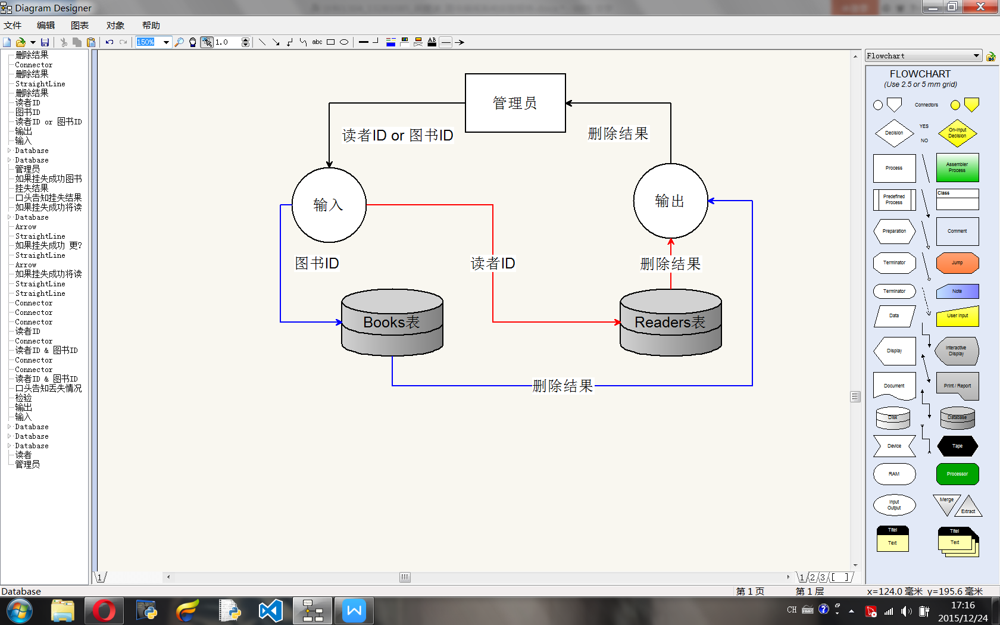 Diagram Designer
文件 编辑 图表 对象 帮助
150% 1.0 abc AB
删除结果
Connector
删除结果
StraightLine
删除结果
读者ID
图书ID
读者ID or 图书ID
输出
输入
Database
Database
管理员
如果挂失成功图书
挂失结果
口头告知挂失结果
如果挂失成功将读
Database
Arrow
StraightLine
如果挂失成功 更?
StraightLine
Arrow
如果挂失成功将读
StraightLine
StraightLine
Connector
Connector
Connector
读者ID
Connector
读者ID & 图书ID
Connector
Connector
读者ID & 图书ID
口头告知丢失情况
检验
输出
输入
Database
Database
Database
读者
管理员
管理员
读者ID or 图书ID
删除结果
输入
输出
图书ID
读者ID
删除结果
Books表
Readers表
删除结果
Flowchart
FLOWCHART
(Use 2.5 or 5 mm grid)
Connectors
Decision
YES
NO
On-input
Decision
Process
Assembler
Process
Predefined
Process
Class
Preparation
Comment
Terminator
Jump
Terminator
Note
Data
User Input
Display
Interactive
Display
Document
Print / Report
Disk
Database
Device
Tape
RAM
Processor
Input
Output
Merge
Extract
Titel
Text
Titel
Text
1
1 2 3 [ ]
Database
第 1 页
第 1 层
x=124.0 毫米 y=195.6 毫米
CH
17:16
2015/12/24